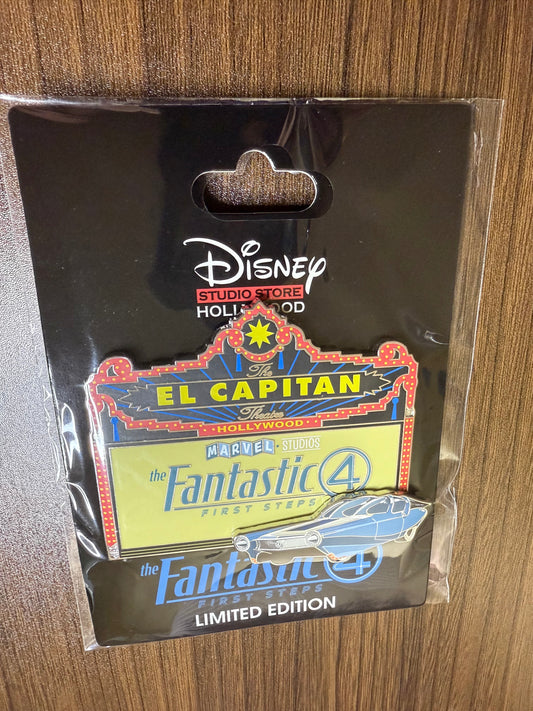 Disney
STUDIO STORE
HOLLYWOOD
The
EL CAPITAN
Theatre
HOLLYWOOD
MARVEL STUDIOS
the Fantastic 4
FIRST STEPS
the Fantastic 4
FIRST STEPS
LIMITED EDITION